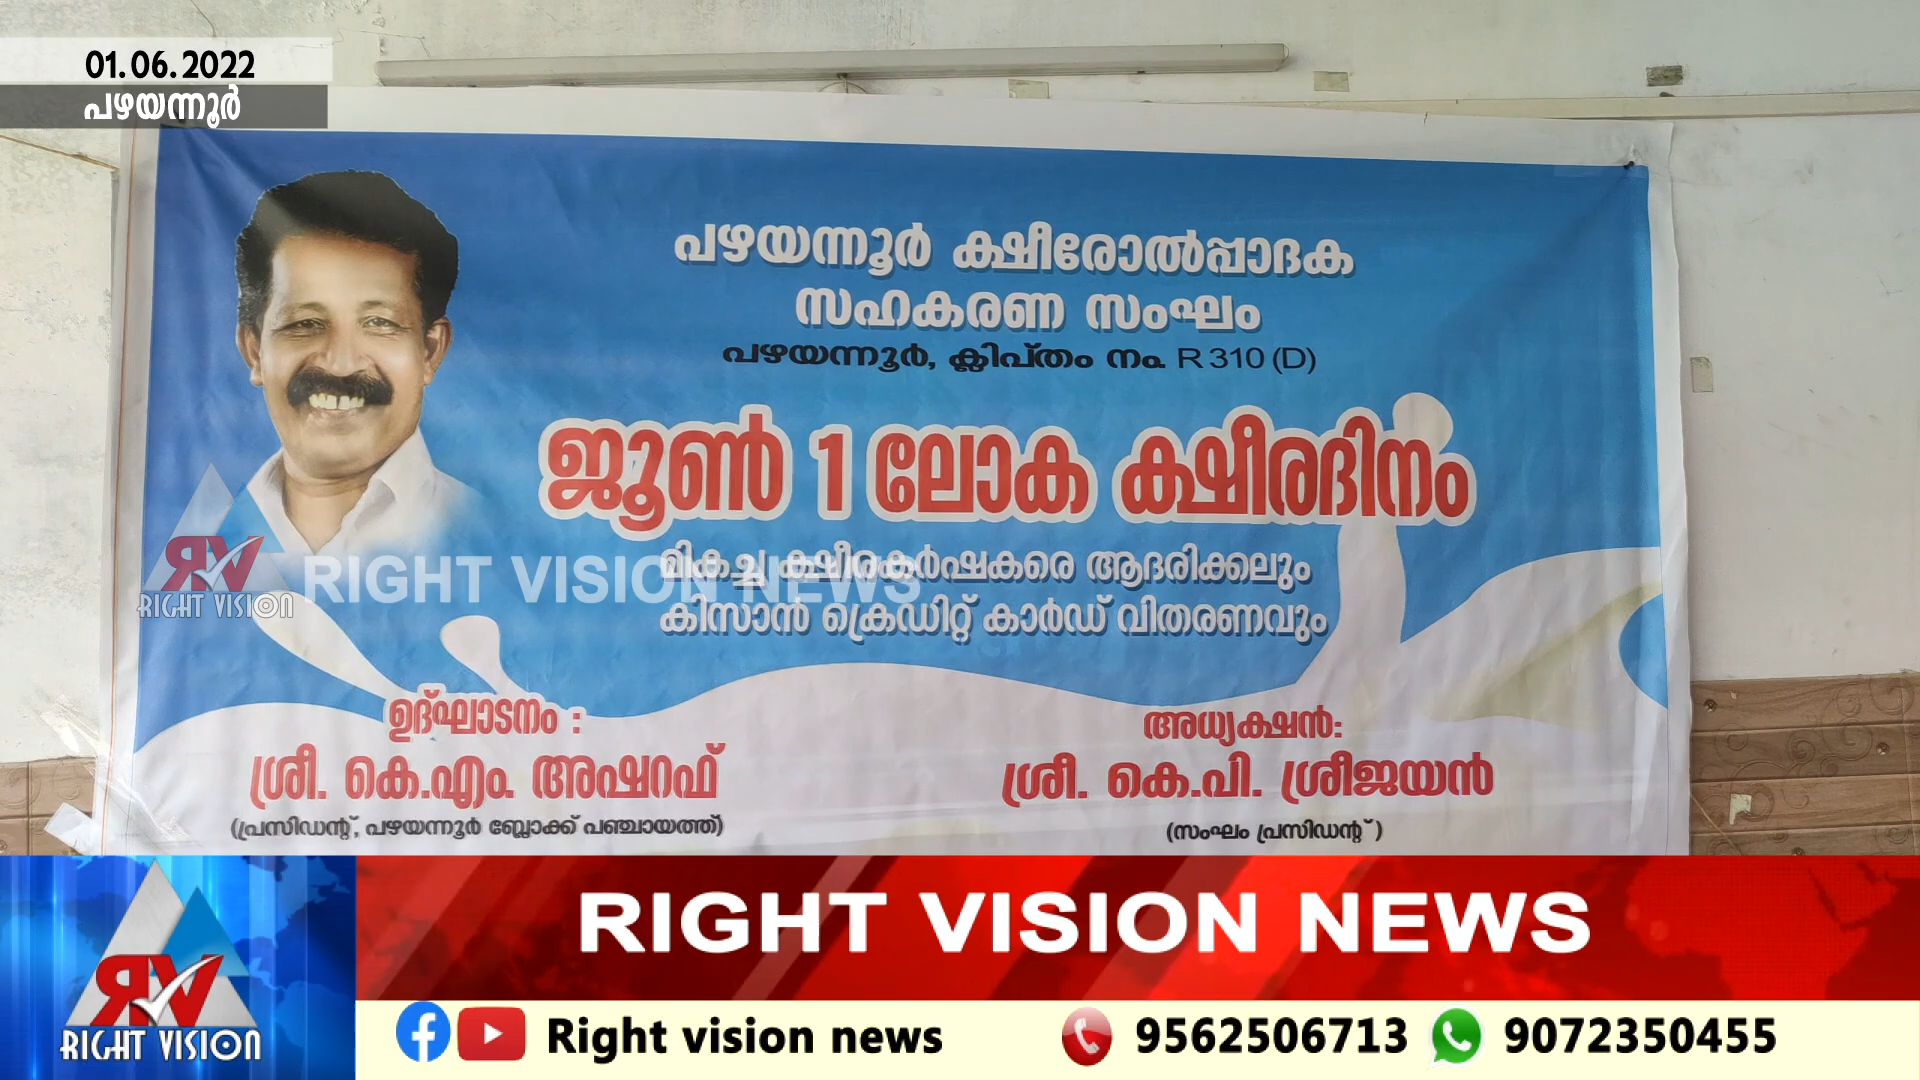 01.06.2022
പഴയന്നൂർ
പഴയന്നൂർ ക്ഷീരോൽപ്പാദക
സഹകരണ സംഘം
പഴയന്നൂർ, ക്ലിപ്തം നം. R 310 (D)
ജൂൺ 1 ലോക ക്ഷീരദിനം
മികച്ച ക്ഷീരകർഷകരെ ആദരിക്കലും
കിസാൻ ക്രെഡിറ്റ് കാർഡ് വിതരണവും
RV
RIGHT VISION
RIGHT VISION NEWS
ഉദ്ഘാടനം :
ശ്രീ. കെ.എം. അഷറഫ്
(പ്രസിഡന്റ്, പഴയന്നൂർ ബ്ലോക്ക് പഞ്ചായത്ത്)
അധ്യക്ഷൻ:
ശ്രീ. കെ.പി. ശ്രീജയൻ
(സംഘം പ്രസിഡന്റ്)
RV
RIGHT VISION
RIGHT VISION NEWS
Right vision news
9562506713
9072350455